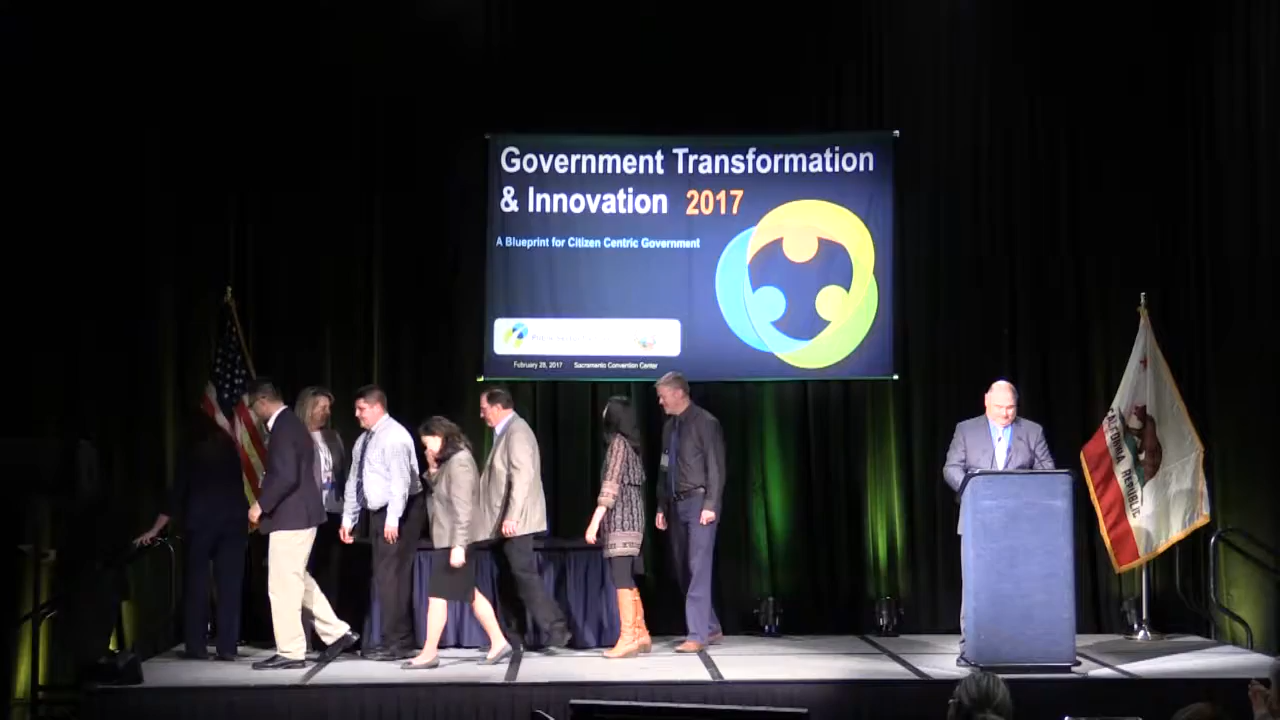 Government Transformation
& Innovation 2017
A Blueprint for Citizen Centric Government
February 28, 2017 Sacramento Convention Center
CALIFORNIA REPUBLIC